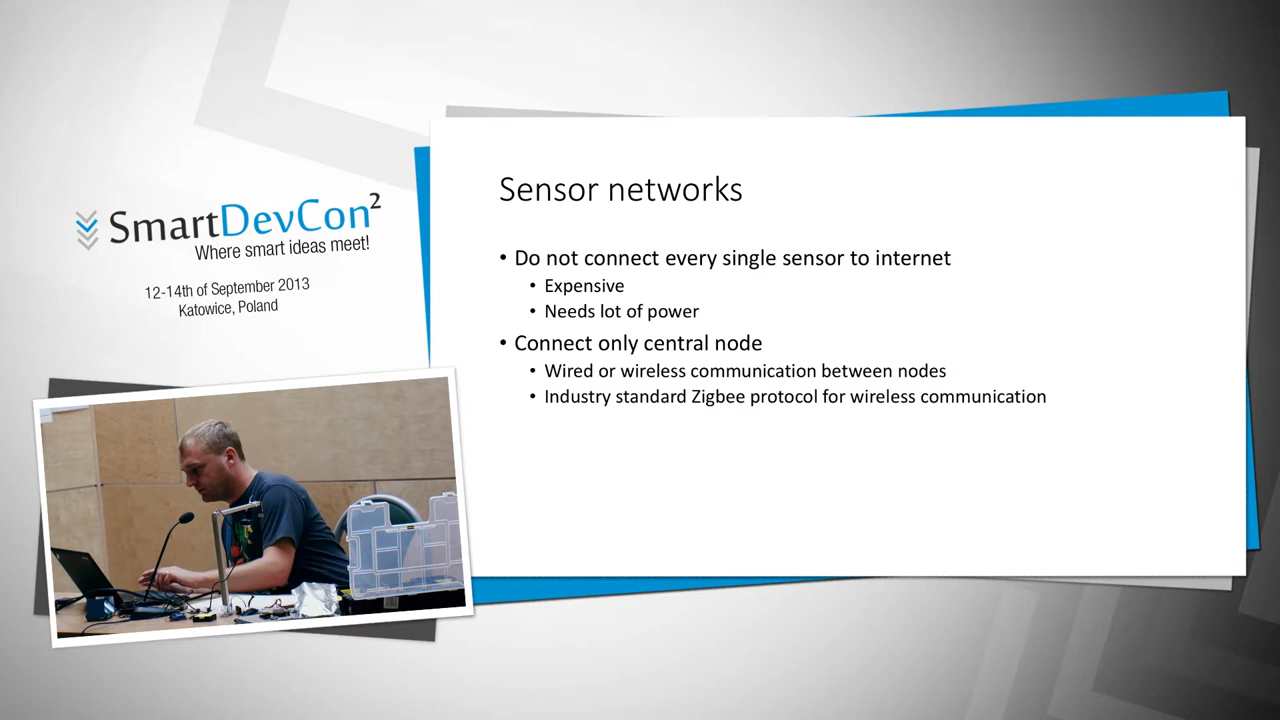 SmartDevCon²
Where smart ideas meet!
12-14th of September 2013
Katowice, Poland
Sensor networks
• Do not connect every single sensor to internet
• Expensive
• Needs lot of power
• Connect only central node
• Wired or wireless communication between nodes
• Industry standard Zigbee protocol for wireless communication